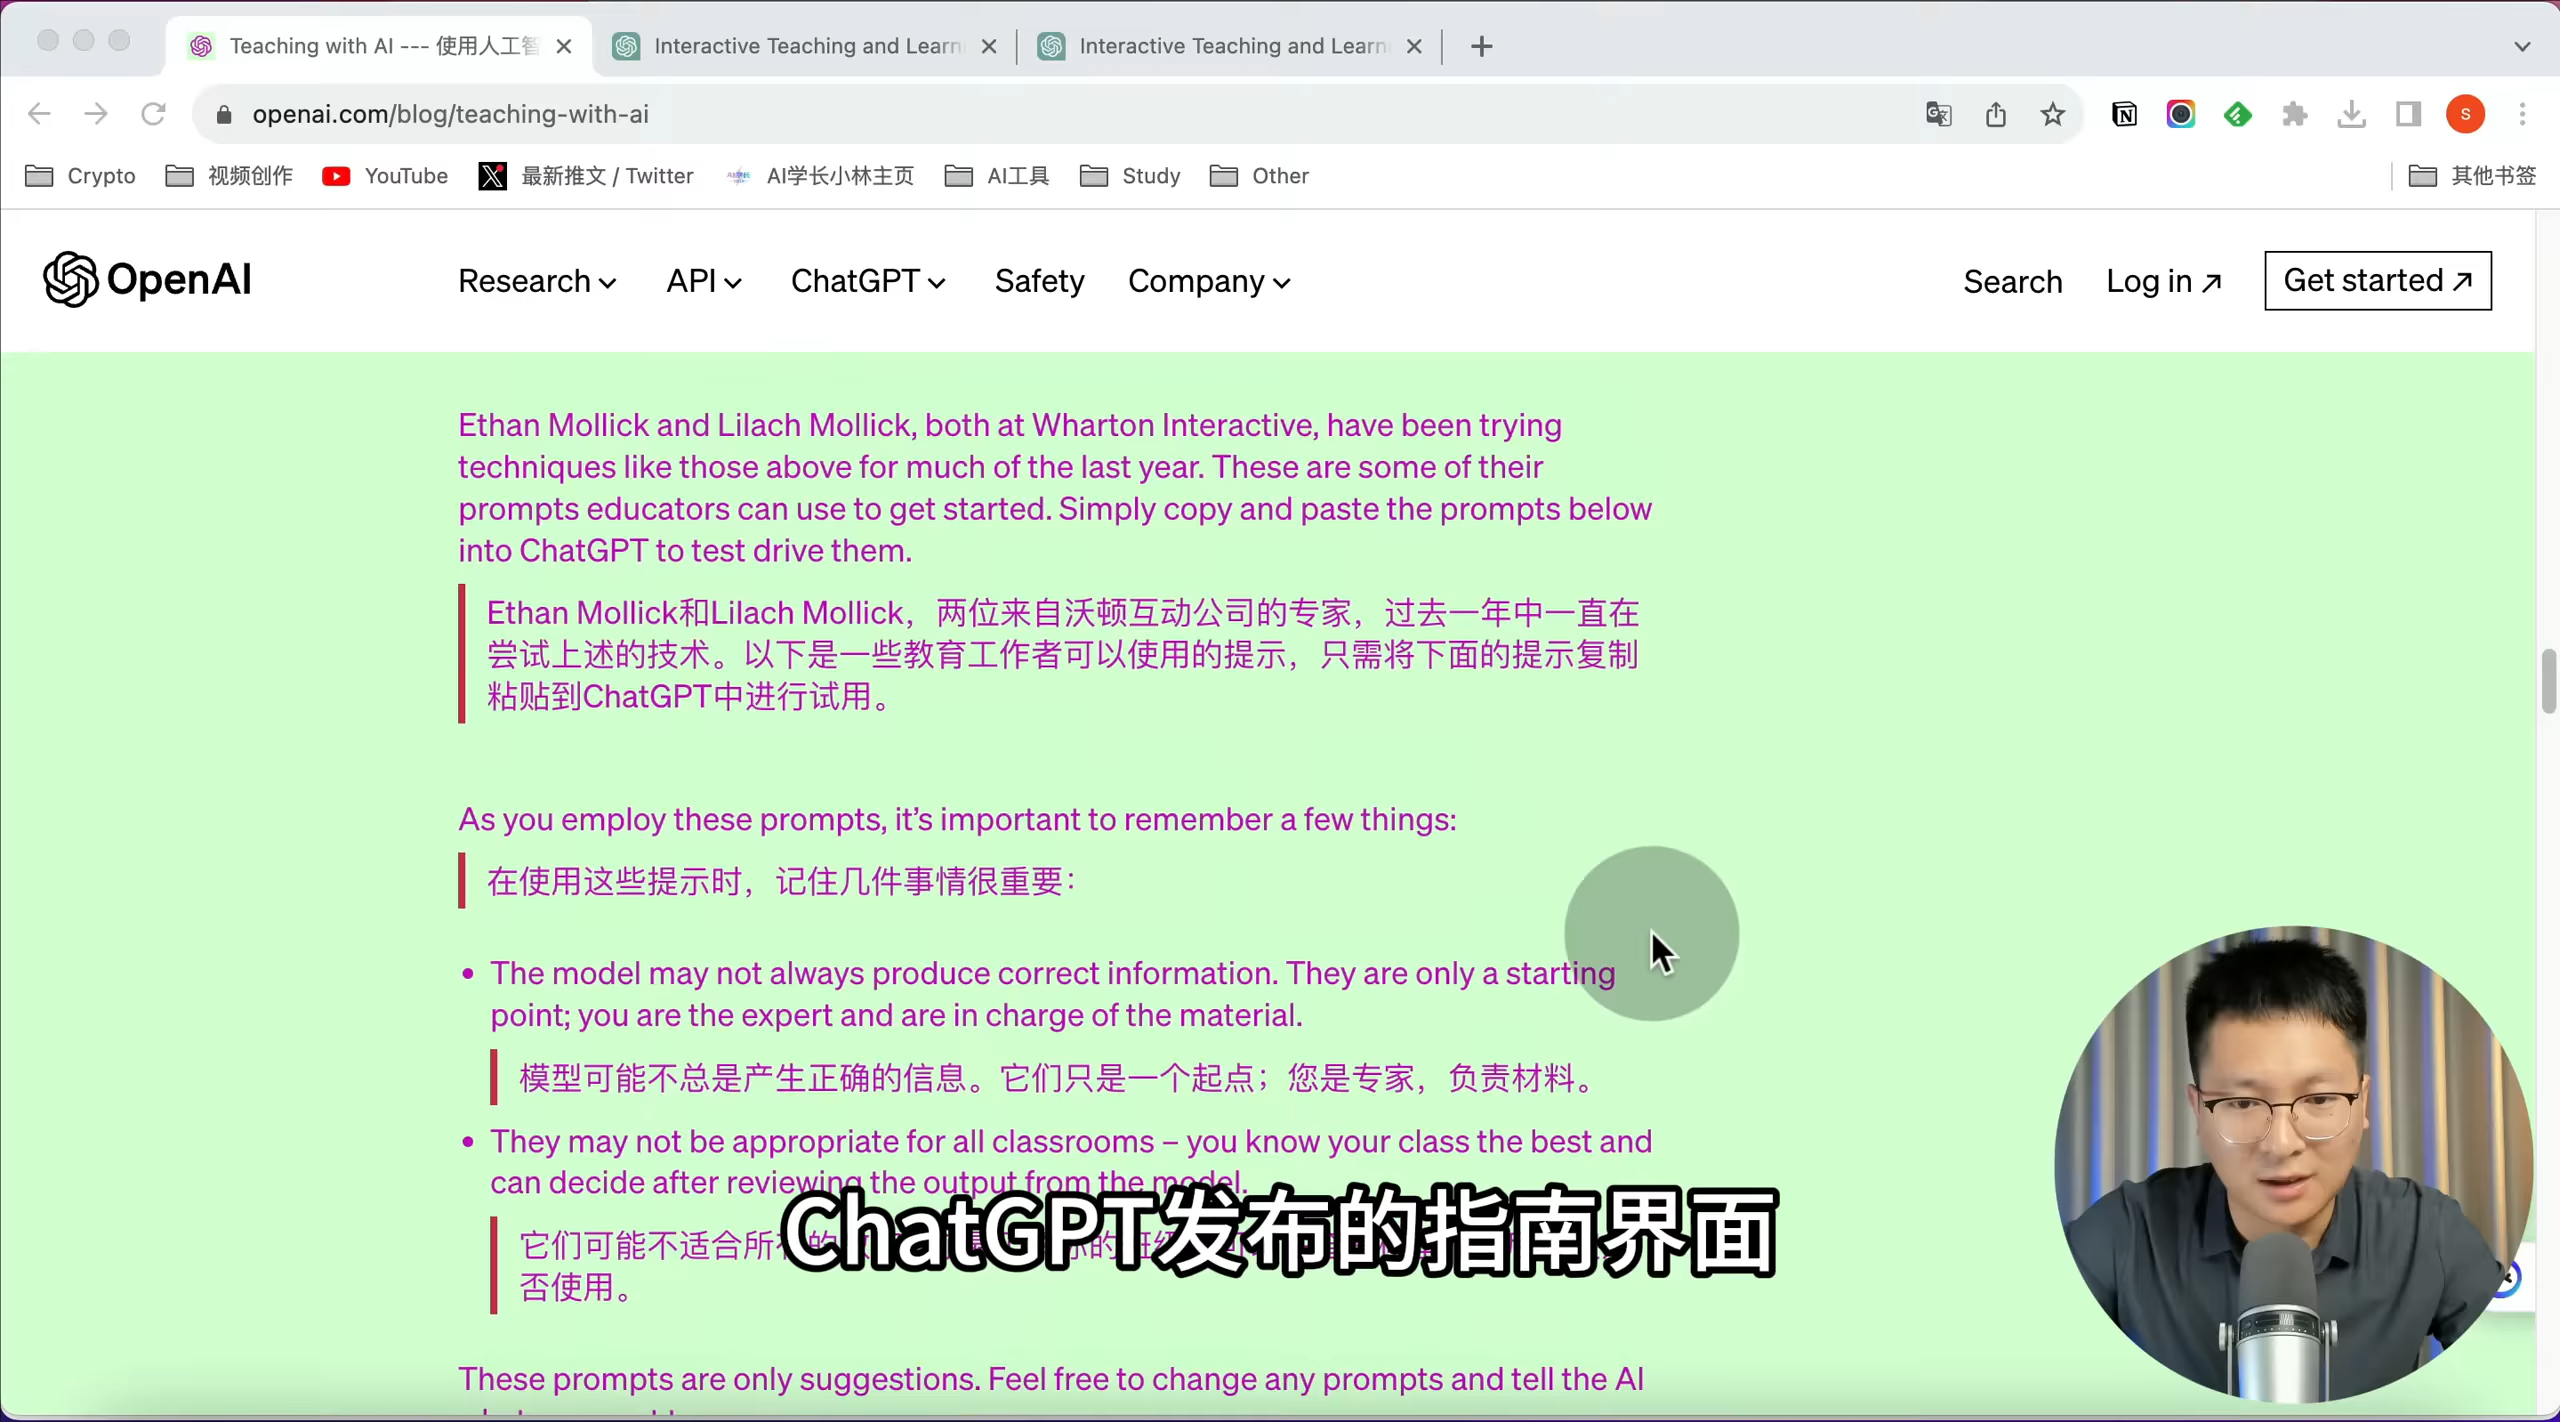 Teaching with AI --- 使用人工智
Interactive Teaching and Learn
Interactive Teaching and Learn
openai.com/blog/teaching-with-ai
S
Crypto
视频创作
YouTube
最新推文 / Twitter
AI学长小林主页
AI工具
Study
Other
其他书签
OpenAI
Research
API
ChatGPT
Safety
Company
Search
Log in ↗
Get started ↗
Ethan Mollick and Lilach Mollick, both at Wharton Interactive, have been trying
techniques like those above for much of the last year. These are some of their
prompts educators can use to get started. Simply copy and paste the prompts below
into ChatGPT to test drive them.
Ethan Mollick和Lilach Mollick，两位来自沃顿互动公司的专家，过去一年中一直在
尝试上述的技术。以下是一些教育工作者可以使用的提示，只需将下面的提示复制
粘贴到ChatGPT中进行试用。
As you employ these prompts, it’s important to remember a few things:
在使用这些提示时，记住几件事情很重要：
• The model may not always produce correct information. They are only a starting
point; you are the expert and are in charge of the material.
模型可能不总是产生正确的信息。它们只是一个起点；您是专家，负责材料。
• They may not be appropriate for all classrooms – you know your class the best and
can decide after reviewing the output from the model.
它们可能不适合所有的
否使用。
ChatGPT发布的指南界面
These prompts are only suggestions. Feel free to change any prompts and tell the AI